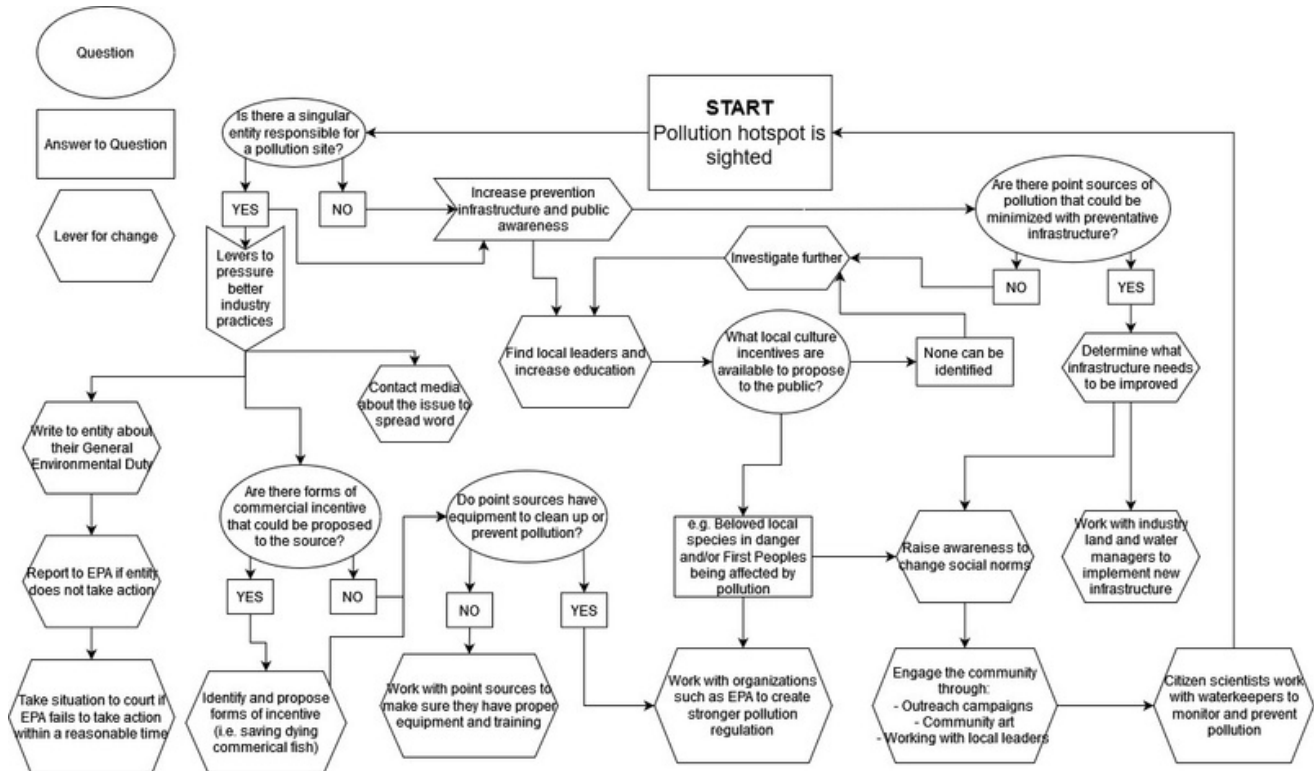 Question
Answer to Question
Lever for change
START
Pollution hotspot is
sighted
Is there a singular
entity responsible for
a pollution site?
YES
NO
Levers to
pressure
better
industry
practices
Increase prevention
infrastructure and public
awareness
Are there point sources of
pollution that could be
minimized with preventative
infrastructure?
NO
YES
Investigate further
Find local leaders and
increase education
What local culture
incentives are
available to propose
to the public?
None can be
identified
Determine what
infrastructure needs
to be improved
Contact media
about the issue to
spread word
Write to entity about
their General
Environmental Duty
Report to EPA if entity
does not take action
Take situation to court if
EPA fails to take action
within a reasonable time
Are there forms of
commercial incentive
that could be proposed
to the source?
YES
NO
Identify and propose
forms of incentive
(i.e. saving dying
commerical fish)
Do point sources have
equipment to clean up or
prevent pollution?
NO
YES
Work with point sources to
make sure they have proper
equipment and training
e.g. Beloved local
species in danger
and/or First Peoples
being affected by
pollution
Work with organizations
such as EPA to create
stronger pollution
regulation
Raise awareness to
change social norms
Work with industry
land and water
managers to
implement new
infrastructure
Engage the community
through:
- Outreach campaigns
- Community art
- Working with local leaders
Citizen scientists work
with waterkeepers to
monitor and prevent
pollution